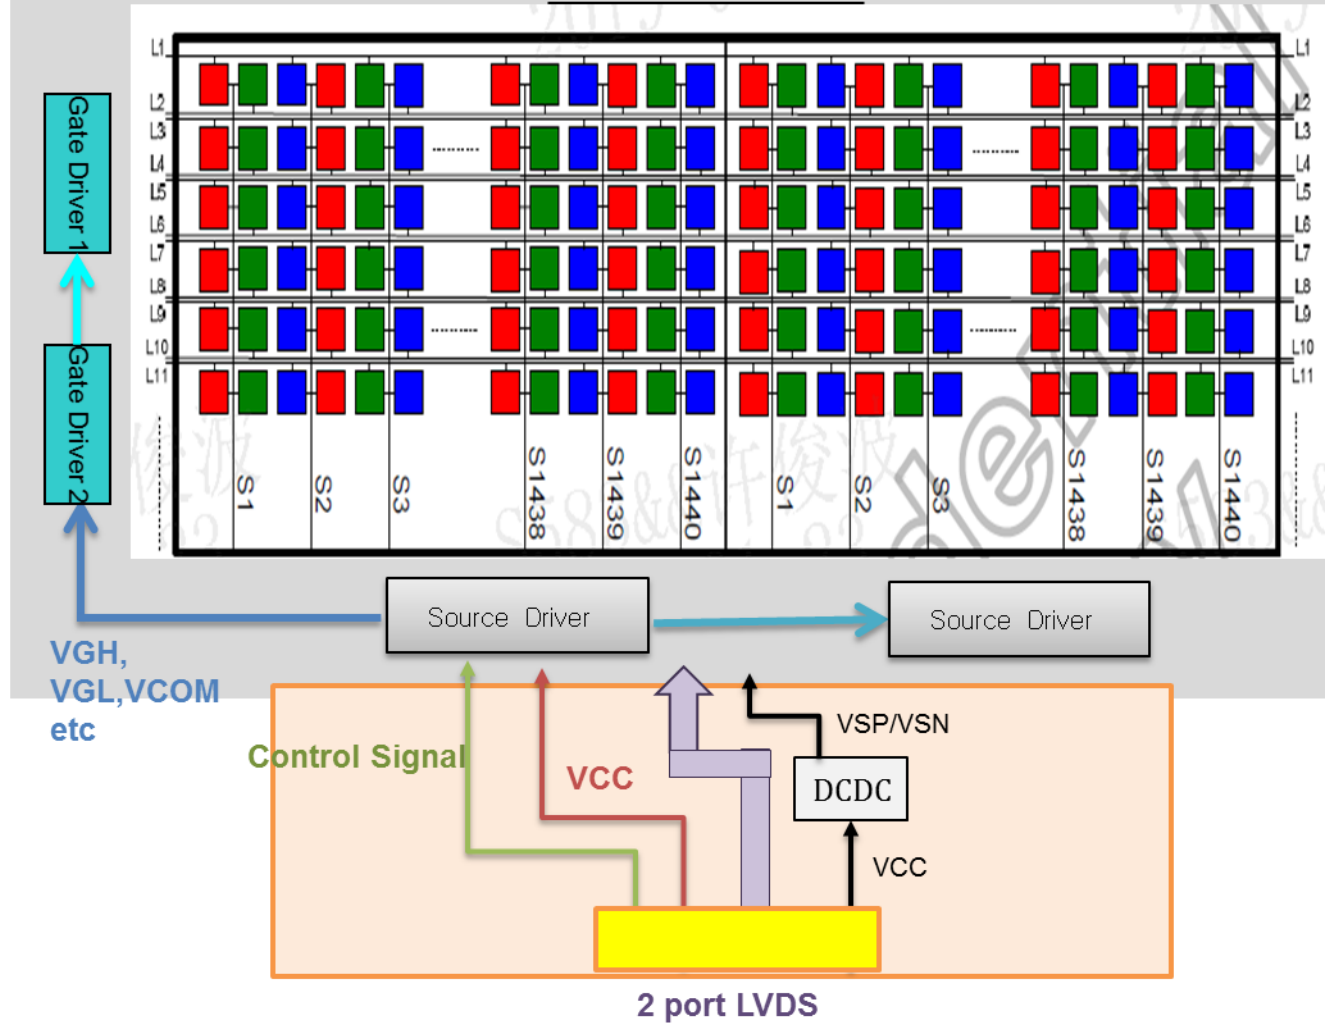 L1
L2
L3
L4
L5
L6
L7
L8
L9
L10
L11
L1
L2
L3
L4
L5
L6
L7
L8
L9
L10
L11
Gate Driver 1
Gate Driver 2
S1
S2
S3
S1438
S1439
S1440
S1
S2
S3
S1438
S1439
S1440
Source Driver
Source Driver
VGH,
VGL,VCOM
etc
Control Signal
VCC
VSP/VSN
DCDC
VCC
2 port LVDS